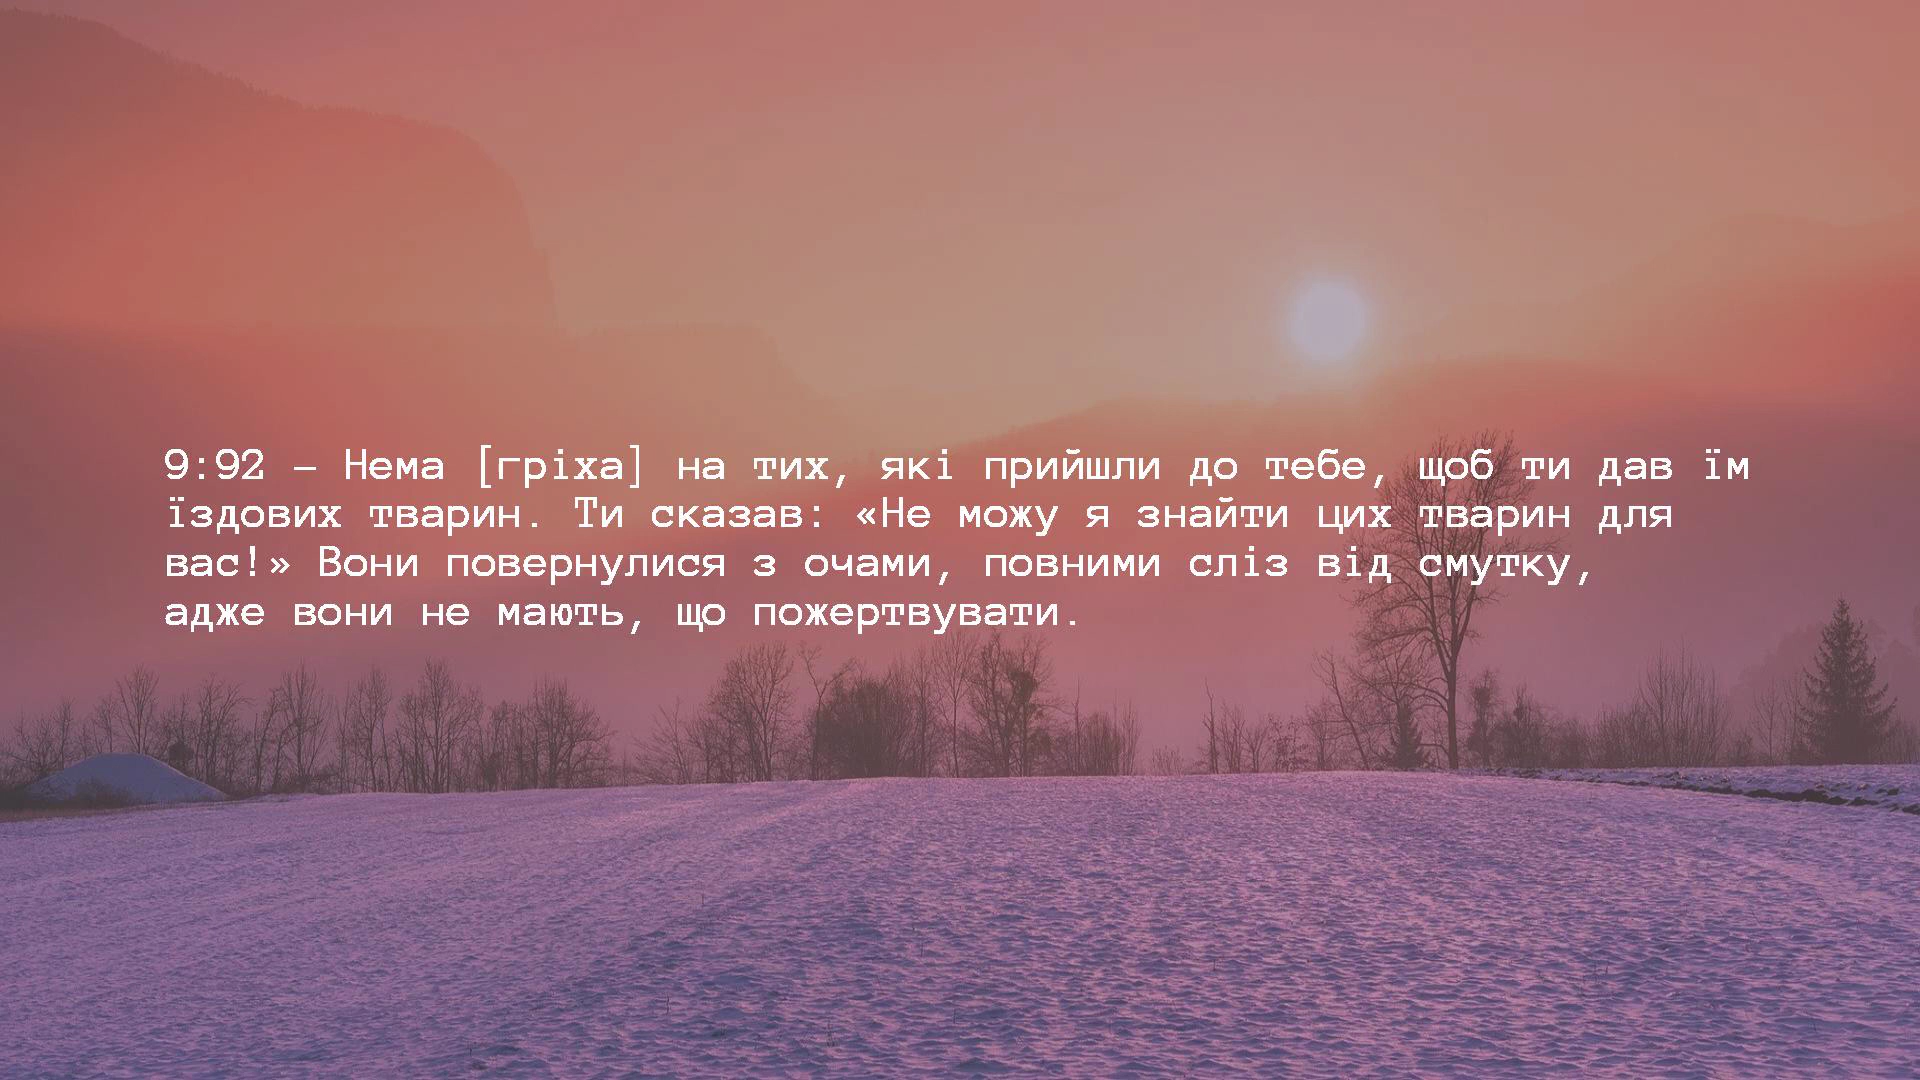 9:92 – Нема [гріха] на тих, які прийшли до тебе, щоб ти дав їм
їздових тварин. Ти сказав: «Не можу я знайти цих тварин для
вас!» Вони повернулися з очами, повними сліз від смутку,
адже вони не мають, що пожертвувати.